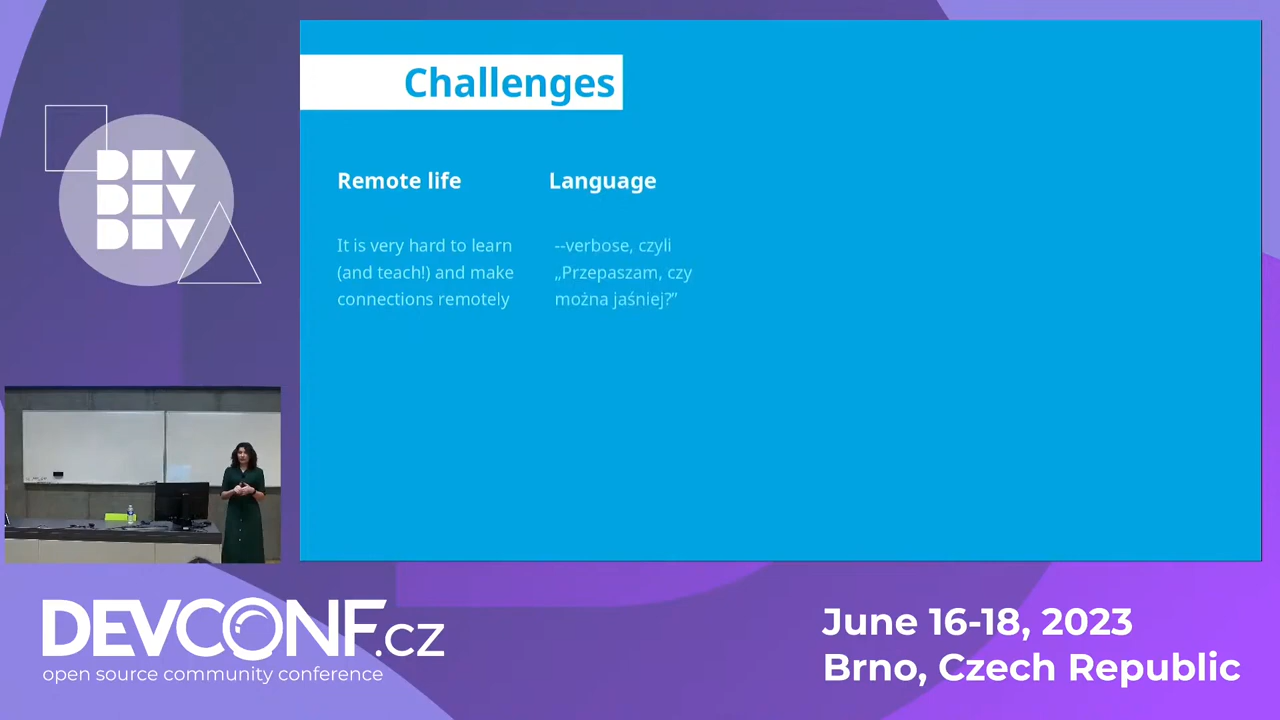 Challenges
Remote life
It is very hard to learn
(and teach!) and make
connections remotely
Language
--verbose, czyli
„Przepaszam, czy
można jaśniej?”
DEV
DEV
DEV
DEVCONF.cz
open source community conference
June 16-18, 2023
Brno, Czech Republic